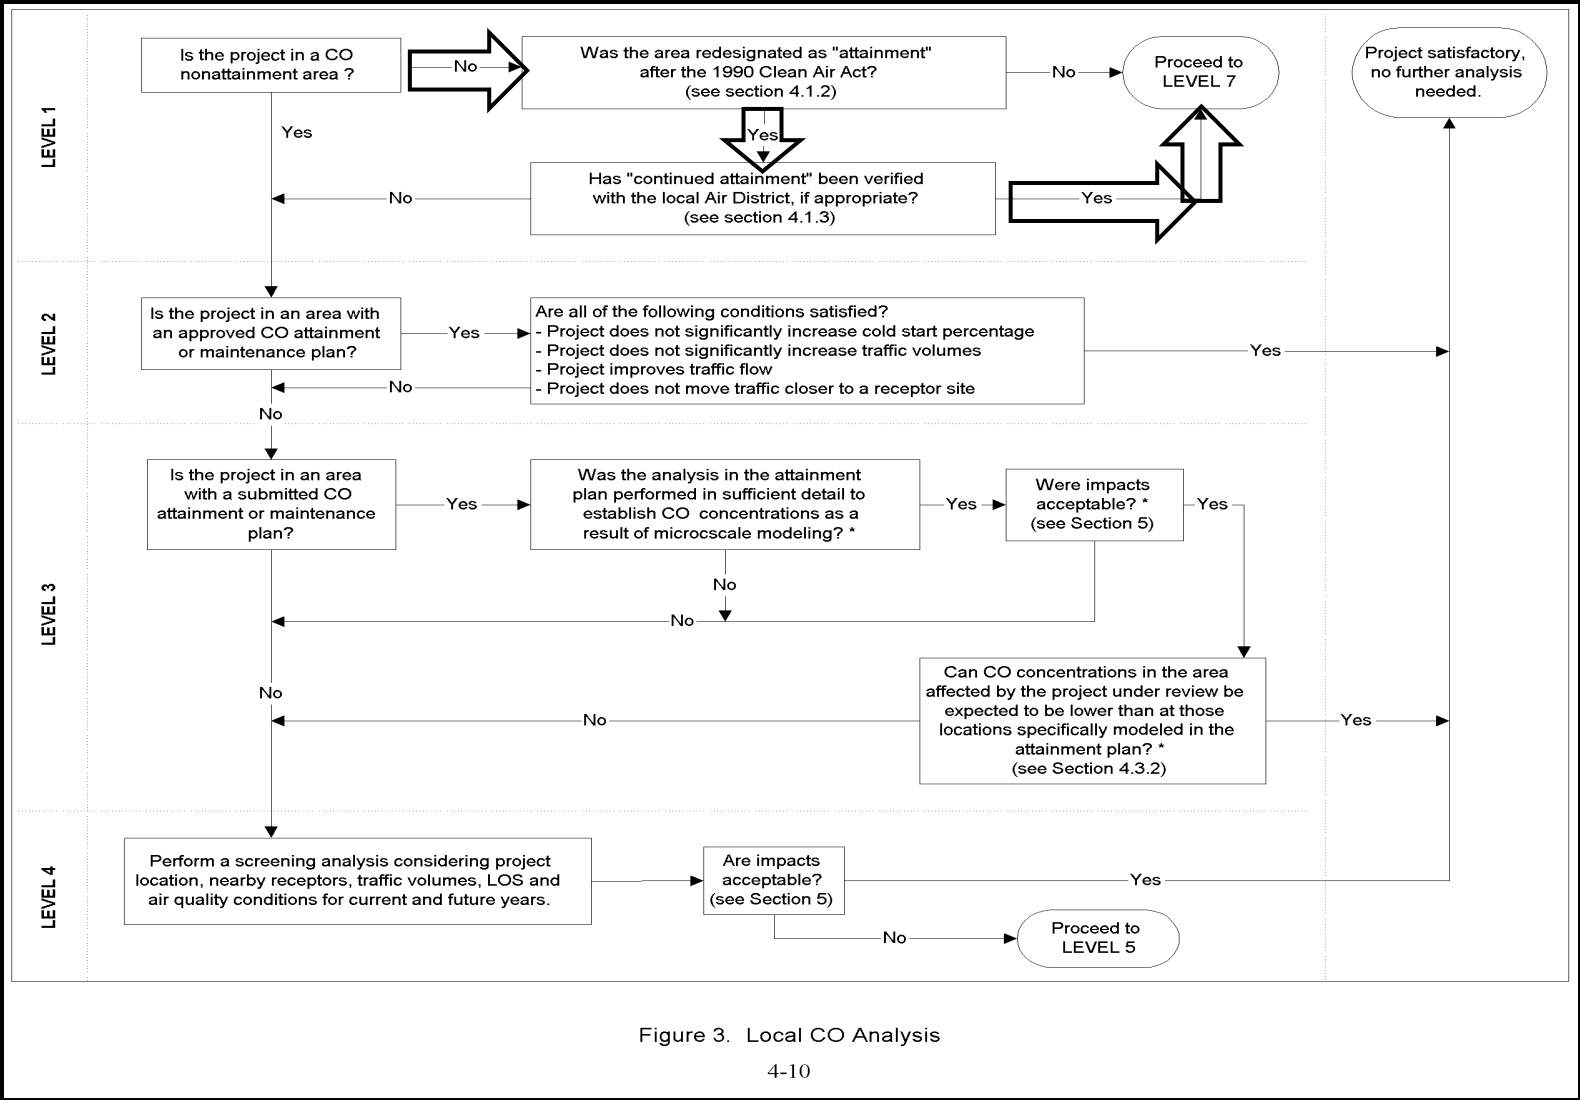 LEVEL 1
Is the project in a CO
nonattainment area ?
No
Was the area redesignated as "attainment"
after the 1990 Clean Air Act?
(see section 4.1.2)
No
Proceed to
LEVEL 7
Project satisfactory,
no further analysis
needed.
Yes
Yes
No
Has "continued attainment" been verified
with the local Air District, if appropriate?
(see section 4.1.3)
Yes
LEVEL 2
Is the project in an area with
an approved CO attainment
or maintenance plan?
Yes
Are all of the following conditions satisfied?
- Project does not significantly increase cold start percentage
- Project does not significantly increase traffic volumes
- Project improves traffic flow
- Project does not move traffic closer to a receptor site
Yes
No
No
LEVEL 3
Is the project in an area
with a submitted CO
attainment or maintenance
plan?
Yes
Was the analysis in the attainment
plan performed in sufficient detail to
establish CO concentrations as a
result of microcscale modeling? *
Yes
Were impacts
acceptable? *
(see Section 5)
Yes
No
No
No
Can CO concentrations in the area
affected by the project under review be
expected to be lower than at those
locations specifically modeled in the
attainment plan? *
(see Section 4.3.2)
No
Yes
LEVEL 4
Perform a screening analysis considering project
location, nearby receptors, traffic volumes, LOS and
air quality conditions for current and future years.
Are impacts
acceptable?
(see Section 5)
Yes
No
Proceed to
LEVEL 5
Figure 3. Local CO Analysis
4-10